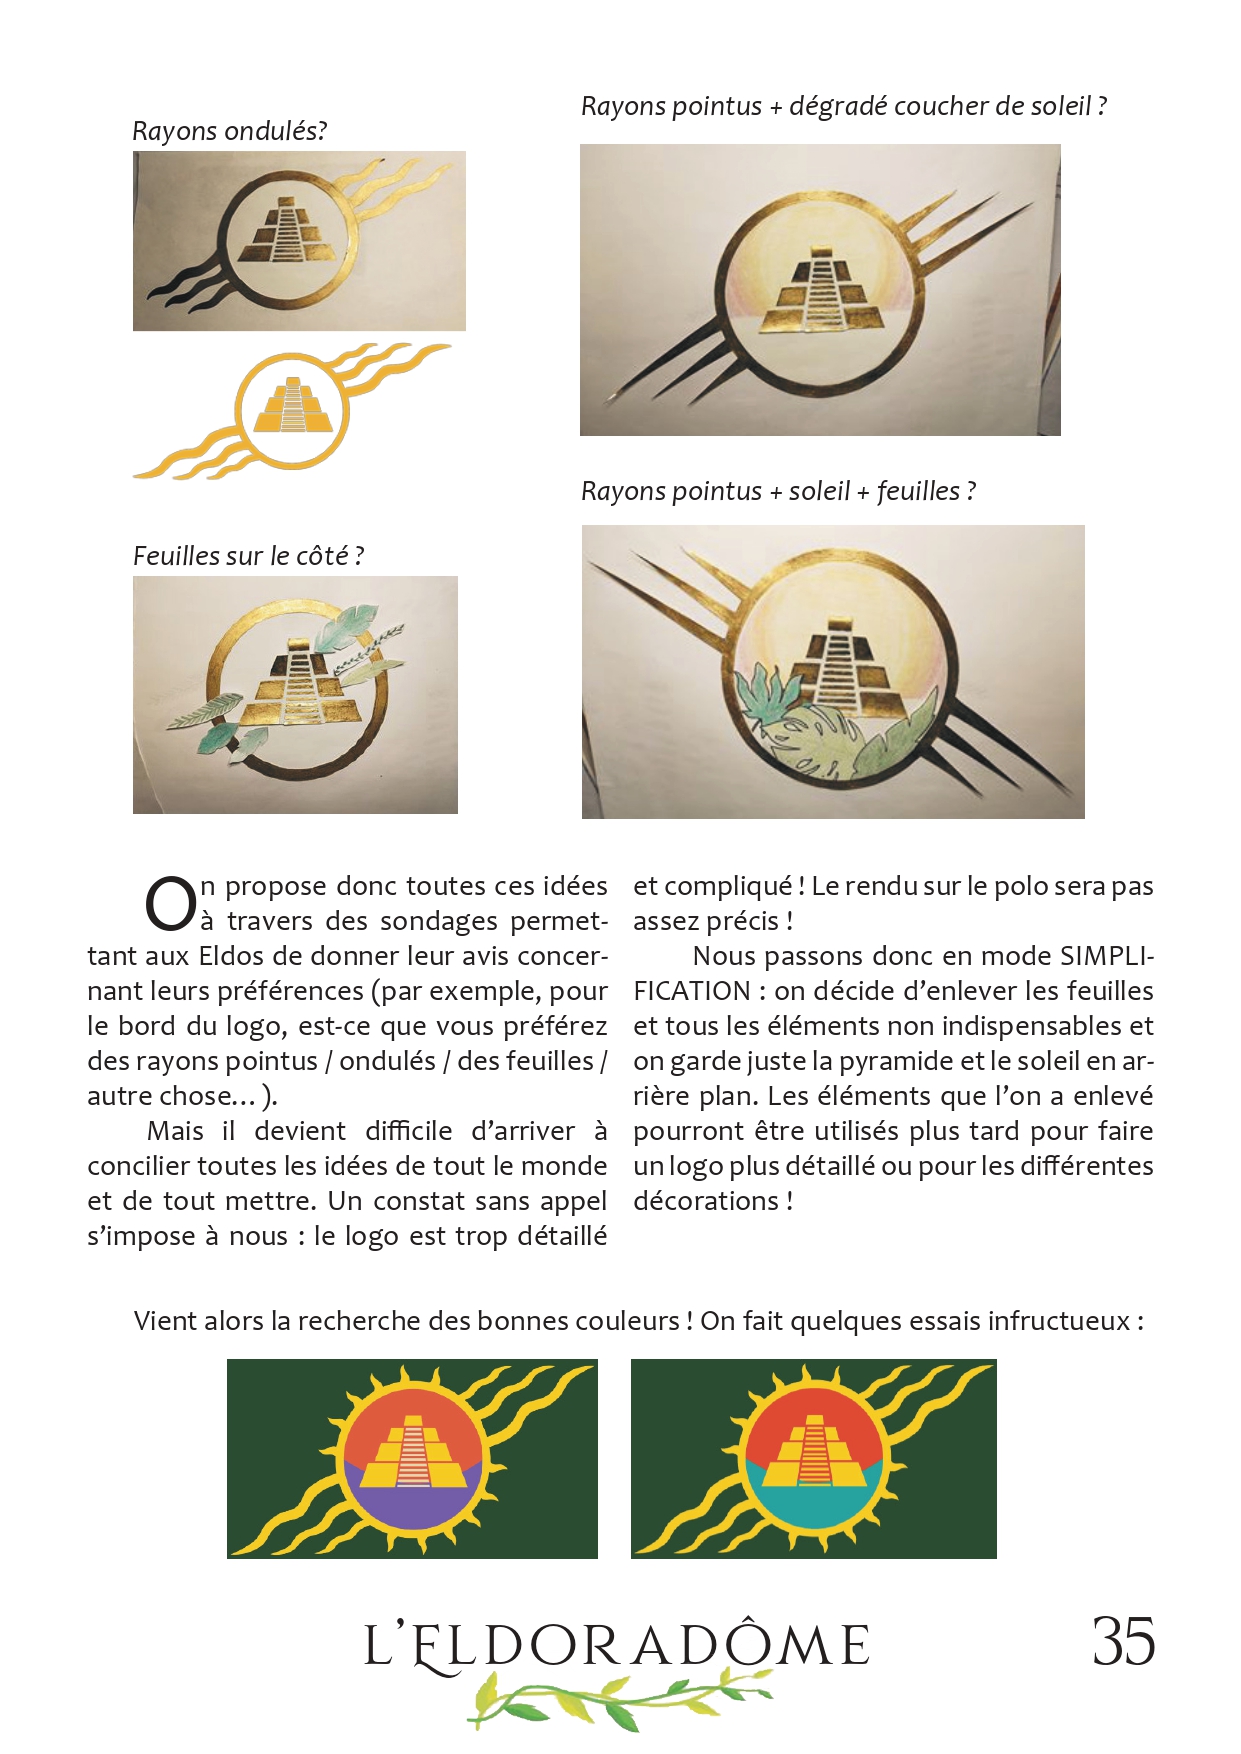 Rayons ondulés?
Rayons pointus + dégradé coucher de soleil ?
Rayons pointus + soleil + feuilles ?
Feuilles sur le côté ?
On propose donc toutes ces idées
à travers des sondages permet-
tant aux Eldos de donner leur avis concer-
nant leurs préférences (par exemple, pour
le bord du logo, est-ce que vous préférez
des rayons pointus / ondulés / des feuilles /
autre chose… ).
Mais il devient difficile d’arriver à
concilier toutes les idées de tout le monde
et de tout mettre. Un constat sans appel
s’impose à nous : le logo est trop détaillé
et compliqué ! Le rendu sur le polo sera pas
assez précis !
Nous passons donc en mode SIMPLI-
FICATION : on décide d’enlever les feuilles
et tous les éléments non indispensables et
on garde juste la pyramide et le soleil en ar-
rière plan. Les éléments que l’on a enlevé
pourront être utilisés plus tard pour faire
un logo plus détaillé ou pour les différentes
décorations !
Vient alors la recherche des bonnes couleurs ! On fait quelques essais infructueux :
L’ELDORADÔME
35